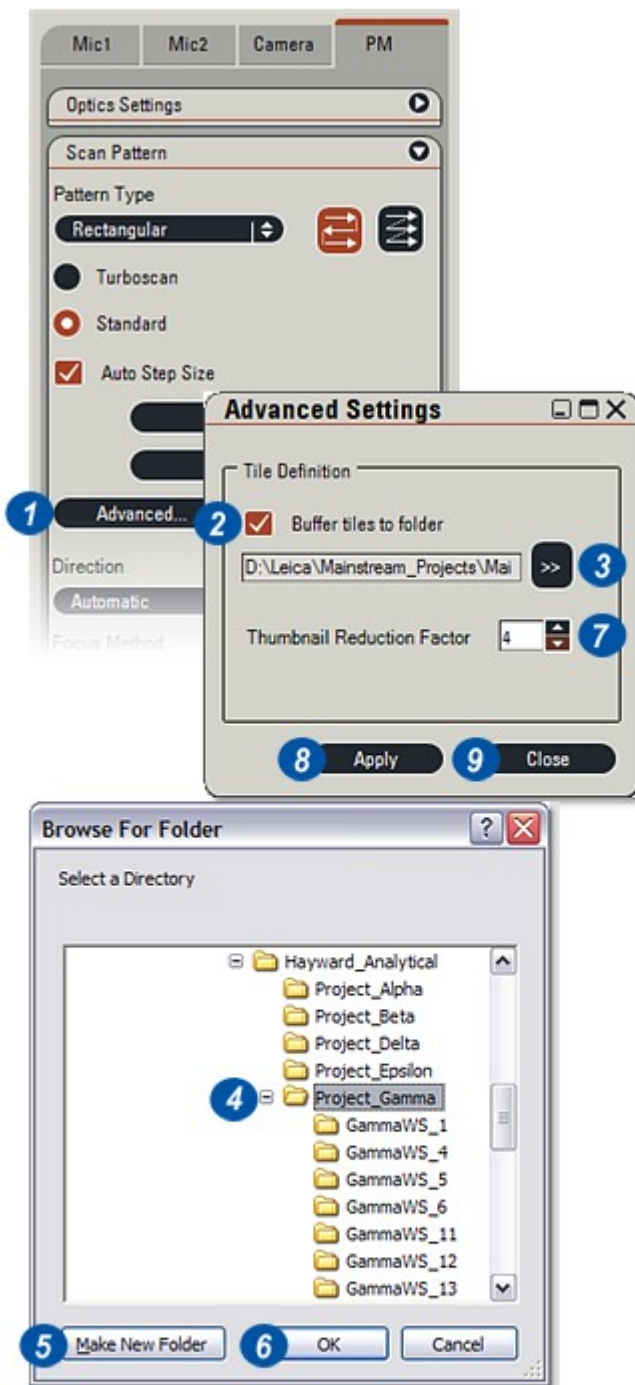 Mic1 Mic2 Camera PM
Optics Settings
Scan Pattern
Pattern Type
Rectangular
Turboscan
Standard
Auto Step Size
1 Advanced...
Direction
Automatic
Focus Method
Advanced Settings
Tile Definition
2 Buffer tiles to folder
D:\Leica\Mainstream_Projects\Mai >> 3
Thumbnail Reduction Factor 4 7
8 Apply 9 Close
Browse For Folder ?
Select a Directory
Hayward_Analytical
Project_Alpha
Project_Beta
Project_Delta
Project_Epsilon
4 Project_Gamma
GammaWS_1
GammaWS_4
GammaWS_5
GammaWS_6
GammaWS_11
GammaWS_12
GammaWS_13
5 Make New Folder 6 OK Cancel